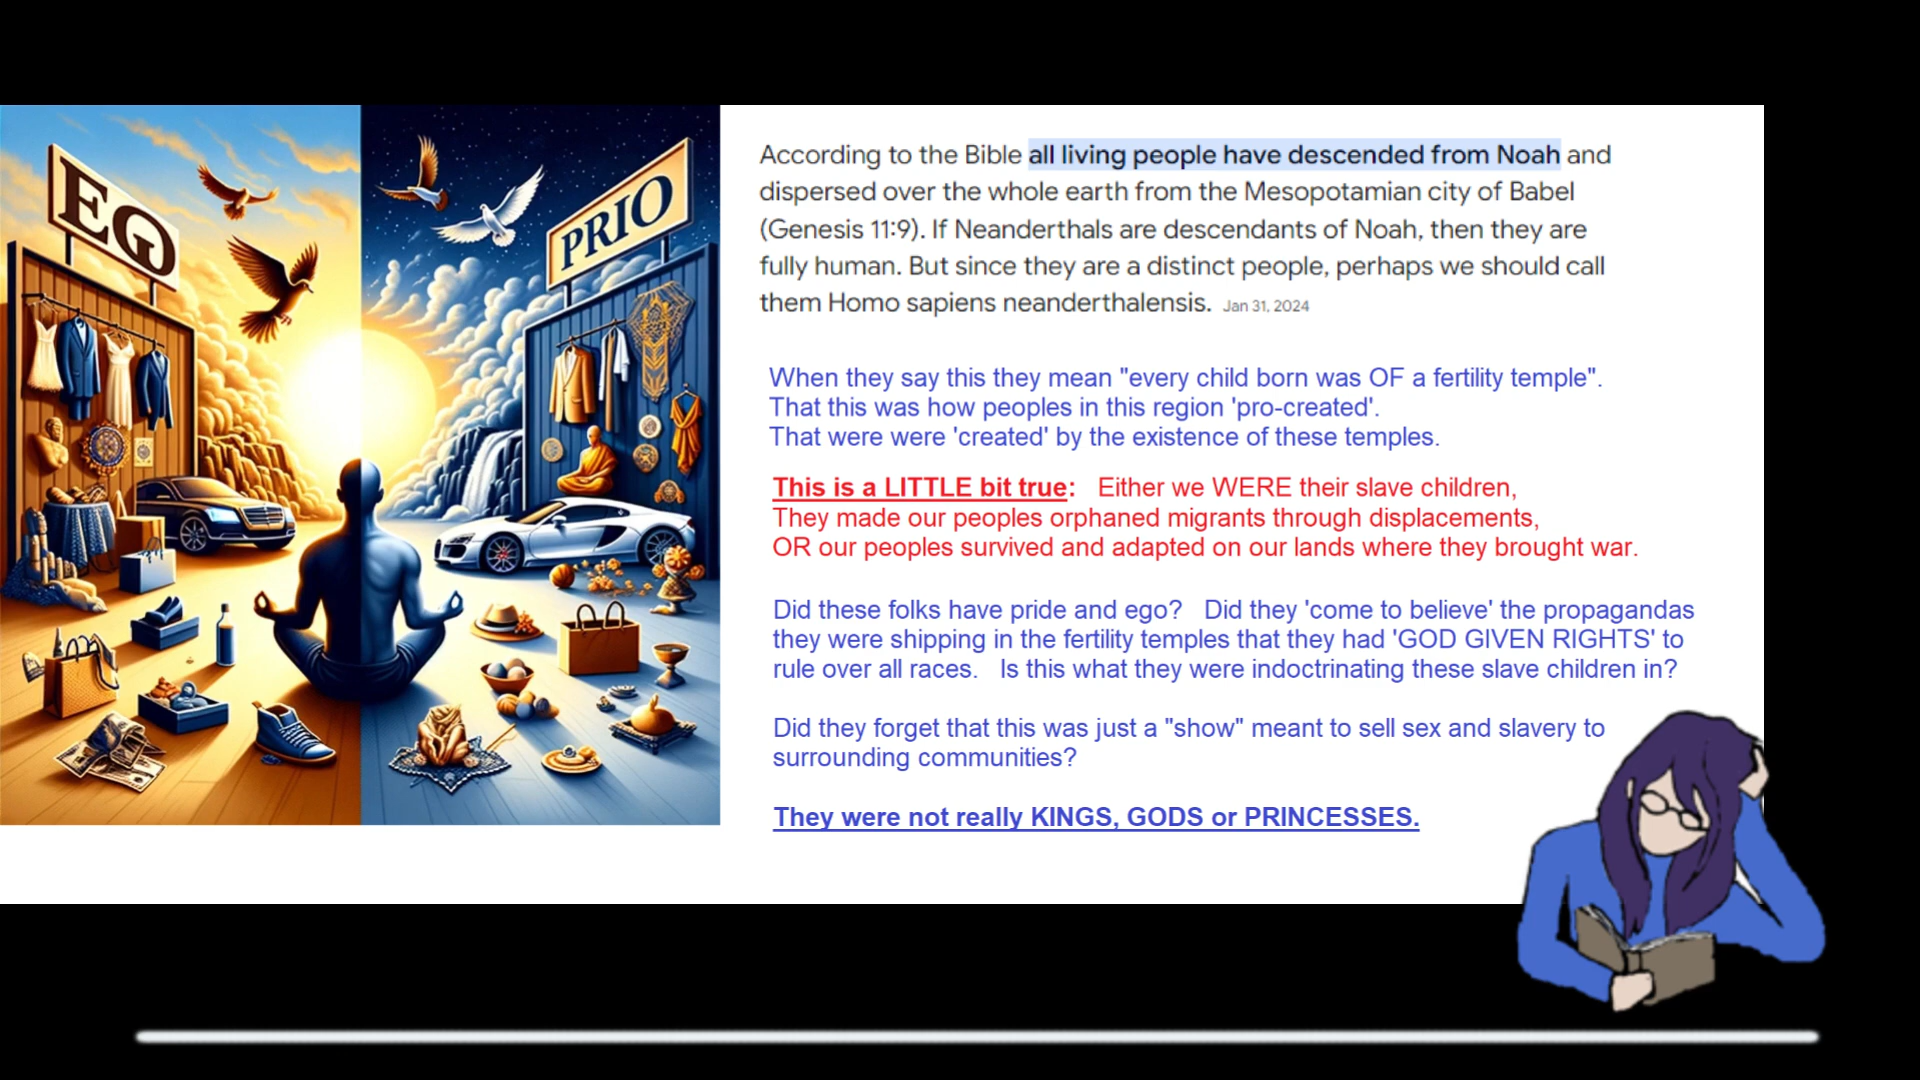 EGO
PRIO
According to the Bible all living people have descended from Noah and
dispersed over the whole earth from the Mesopotamian city of Babel
(Genesis 11:9). If Neanderthals are descendants of Noah, then they are
fully human. But since they are a distinct people, perhaps we should call
them Homo sapiens neanderthalensis. Jan 31, 2024
When they say this they mean "every child born was OF a fertility temple".
That this was how peoples in this region 'pro-created'.
That were were 'created' by the existence of these temples.
This is a LITTLE bit true: Either we WERE their slave children,
They made our peoples orphaned migrants through displacements,
OR our peoples survived and adapted on our lands where they brought war.
Did these folks have pride and ego? Did they 'come to believe' the propagandas
they were shipping in the fertility temples that they had 'GOD GIVEN RIGHTS' to
rule over all races. Is this what they were indoctrinating these slave children in?
Did they forget that this was just a "show" meant to sell sex and slavery to
surrounding communities?
They were not really KINGS, GODS or PRINCESSES.